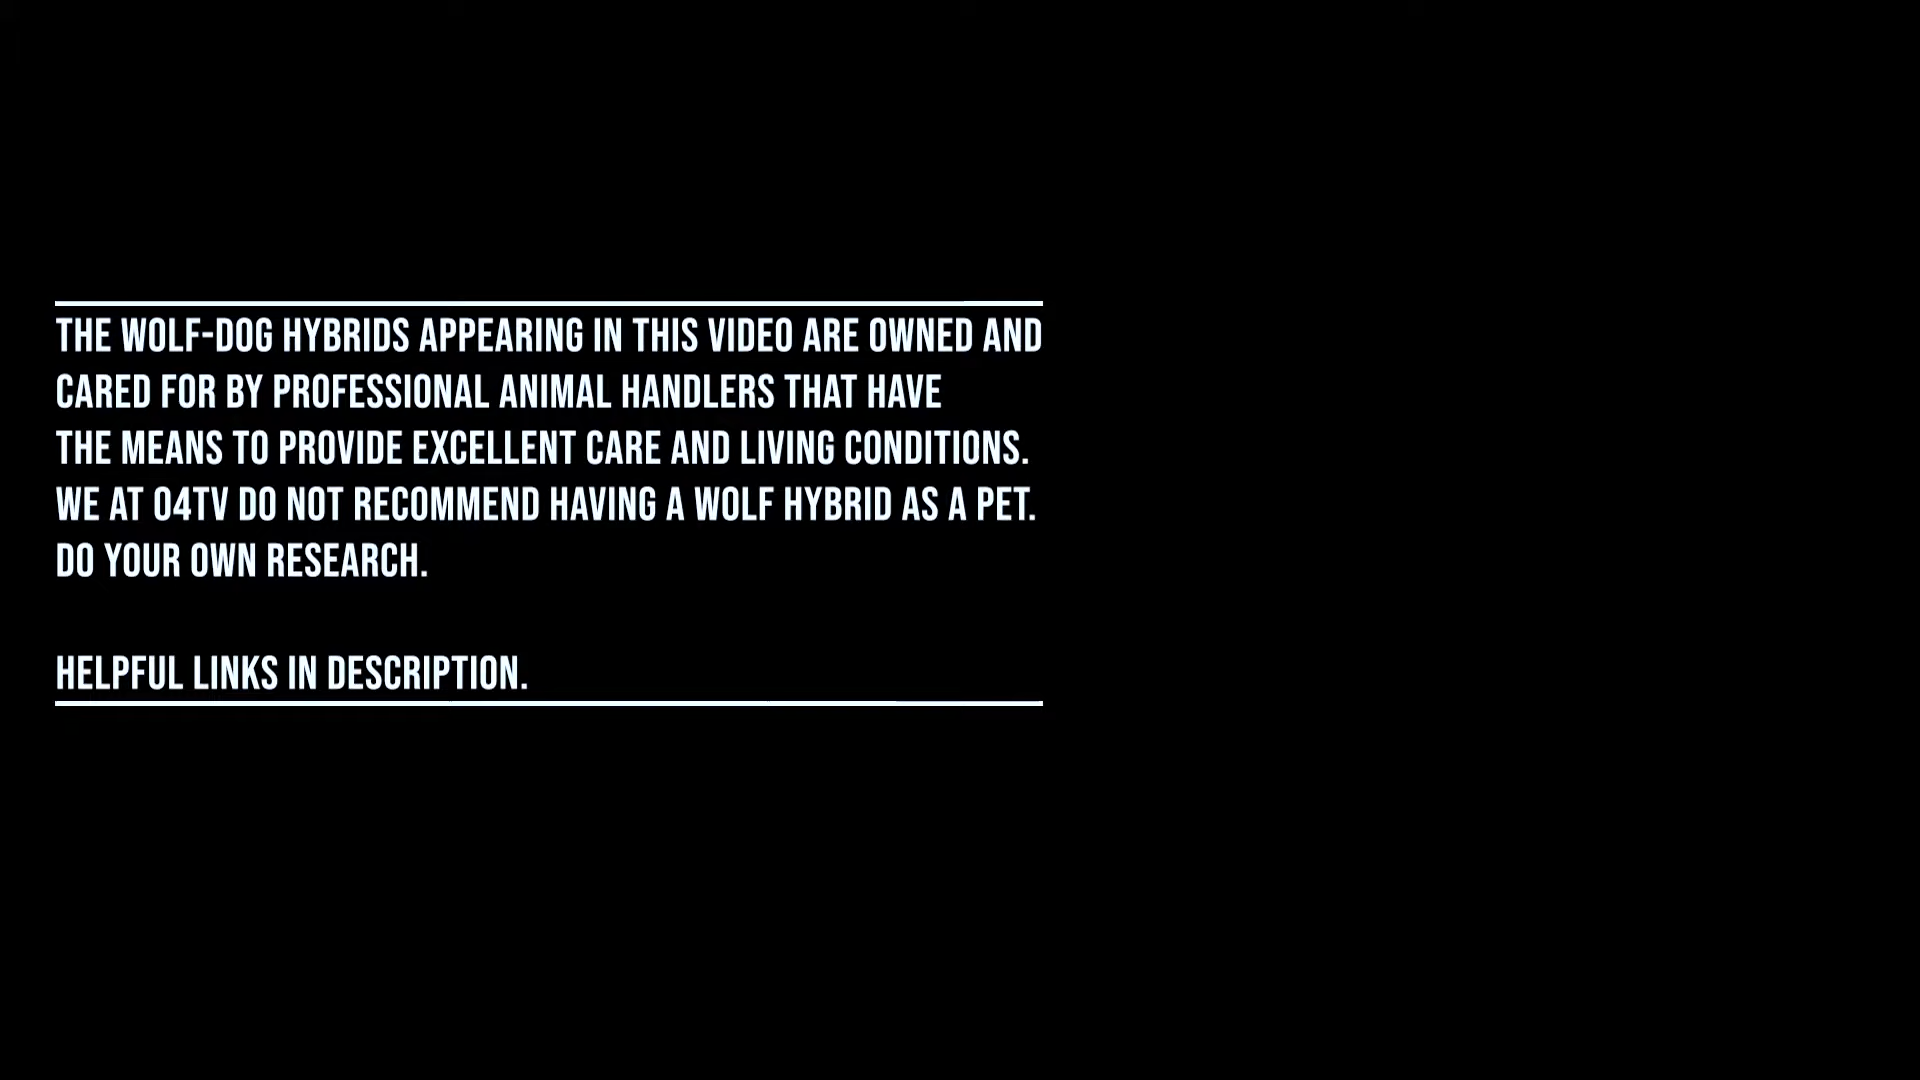 THE WOLF-DOG HYBRIDS APPEARING IN THIS VIDEO ARE OWNED AND
CARED FOR BY PROFESSIONAL ANIMAL HANDLERS THAT HAVE
THE MEANS TO PROVIDE EXCELLENT CARE AND LIVING CONDITIONS.
WE AT O4TV DO NOT RECOMMEND HAVING A WOLF HYBRID AS A PET.
DO YOUR OWN RESEARCH.
HELPFUL LINKS IN DESCRIPTION.